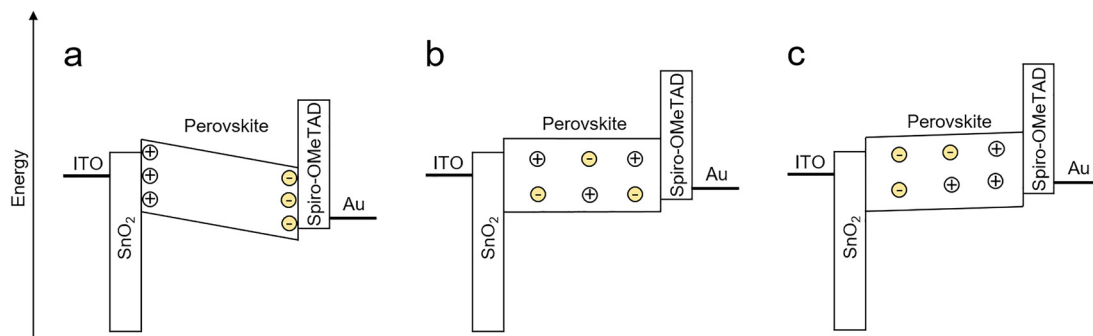 Energy
a
Perovskite
ITO
SnO2
+
+
+
-
-
-
Spiro-OMeTAD
Au
b
Perovskite
ITO
SnO2
+ - +
- + -
Spiro-OMeTAD
Au
c
Perovskite
ITO
SnO2
- - +
- + +
Spiro-OMeTAD
Au